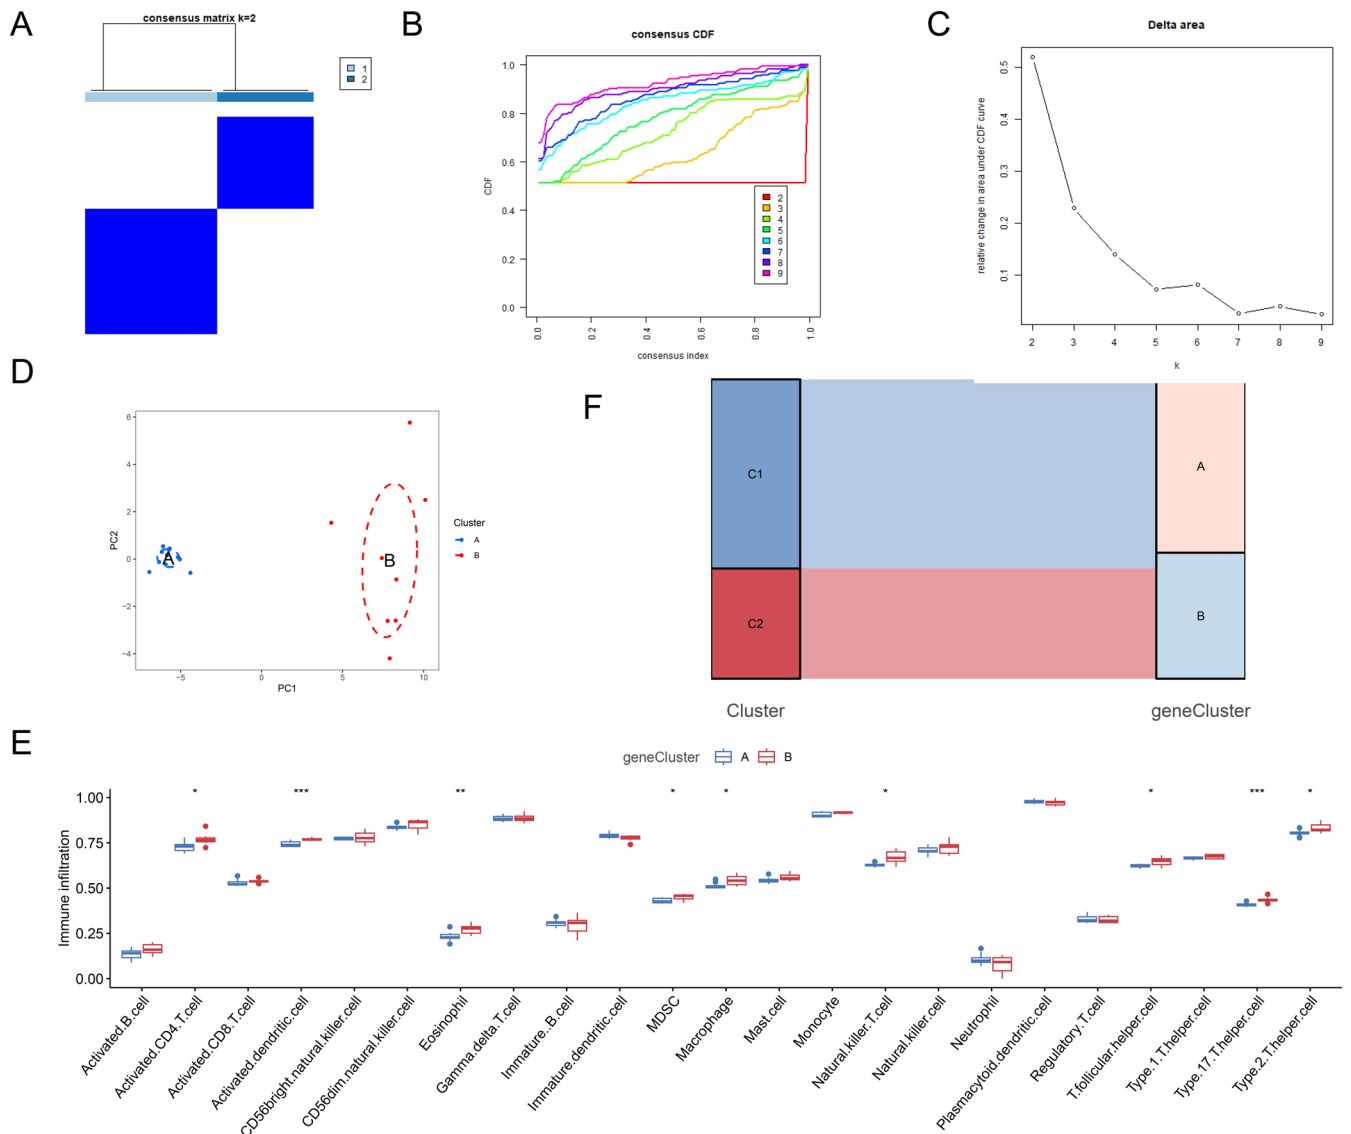 A
consensus matrix k=2
1
2
B
consensus CDF
CDF
1.0
0.8
0.6
0.4
0.2
0.0
2
3
4
5
6
7
8
9
0.0 0.2 0.4 0.6 0.8 1.0
consensus index
C
Delta area
relative change in area under CDF curve
0.5
0.4
0.3
0.2
0.1
2 3 4 5 6 7 8 9
k
D
PC2
6
4
2
0
−2
−4
A
B
Cluster
A
B
−5 0 5 10
PC1
F
C1
C2
A
B
Cluster geneCluster
E
geneCluster A B
Immune infiltration
1.00
0.75
0.50
0.25
0.00
* *** ** * * * * *** *
Activated.B.cell
Activated.CD4.T.cell
Activated.CD8.T.cell
Activated.dendritic.cell
CD56bright.natural.killer.cell
CD56dim.natural.killer.cell
Eosinophil
Gamma.delta.T.cell
Immature..B.cell
Immature.dendritic.cell
MDSC
Macrophage
Mast.cell
Monocyte
Natural.killer.T.cell
Natural.killer.cell
Neutrophil
Plasmacytoid.dendritic.cell
Regulatory.T.cell
T.follicular.helper.cell
Type.1.T.helper.cell
Type.17.T.helper.cell
Type.2.T.helper.cell